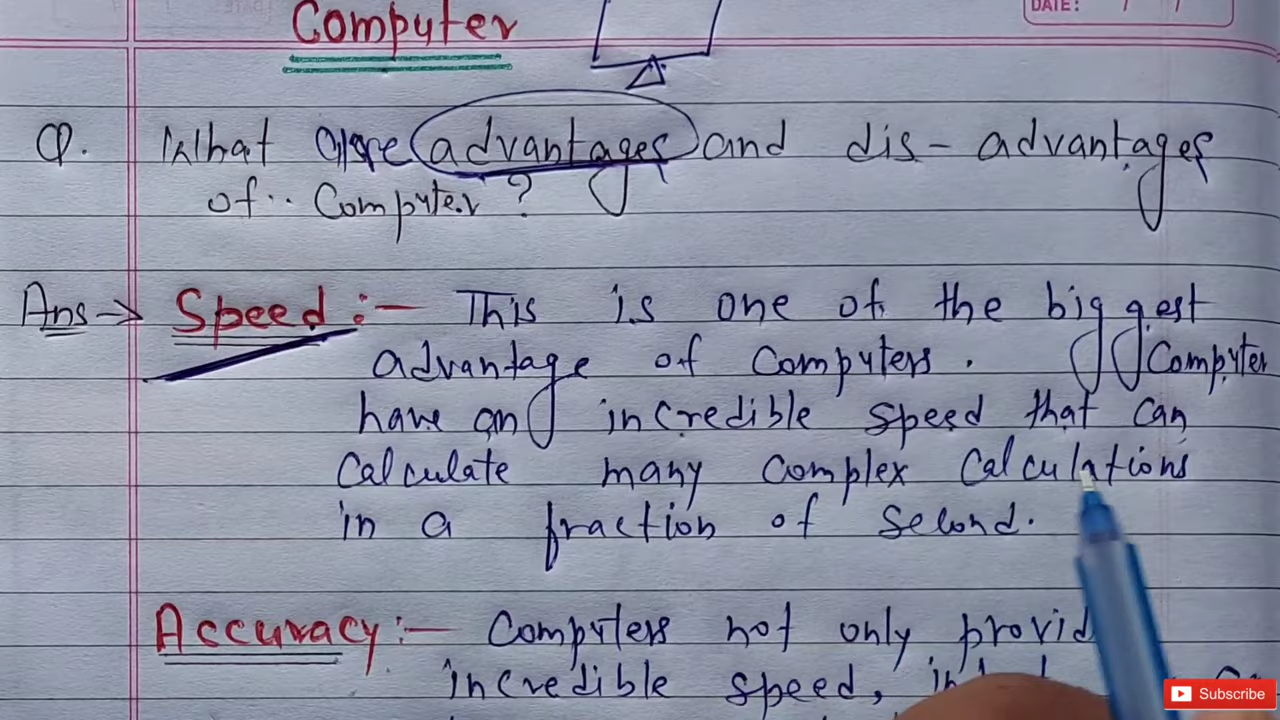 DATE: / /
Computer
Q. What are advantages and dis-advantages
of Computer ?
Ans → Speed :- This is one of the biggest
advantage of Computers. Computer
have an incredible speed that can
Calculate many Complex Calculations
in a fraction of Second.
Accuracy :- Computers not only
incredible speed,
Subscribe